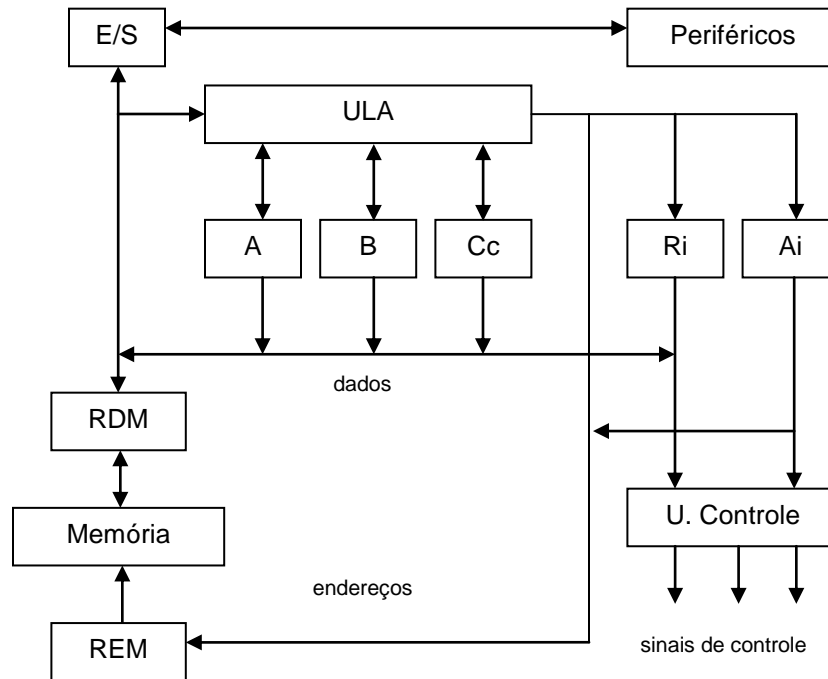 E/S
Periféricos
ULA
A
B
Cc
Ri
Ai
dados
RDM
U. Controle
Memória
endereços
REM
sinais de controle